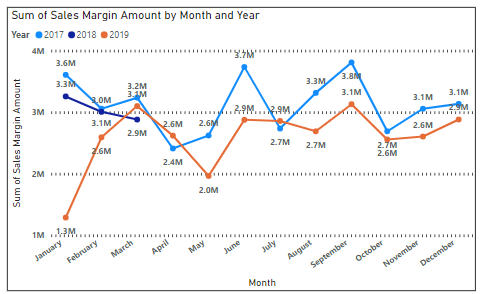 Sum of Sales Margin Amount by Month and Year
Year 2017 2018 2019
4M
3M
2M
1M
Sum of Sales Margin Amount
3.6M
3.3M
3.0M
3.1M
2.6M
1.3M
3.2M
3.1M
2.9M
2.6M
2.4M
2.6M
2.0M
3.7M
2.9M
2.9M
2.7M
3.3M
2.7M
3.8M
3.1M
2.7M
2.6M
3.1M
2.6M
3.1M
2.9M
January
February
March
April
May
June
July
August
September
October
November
December
Month